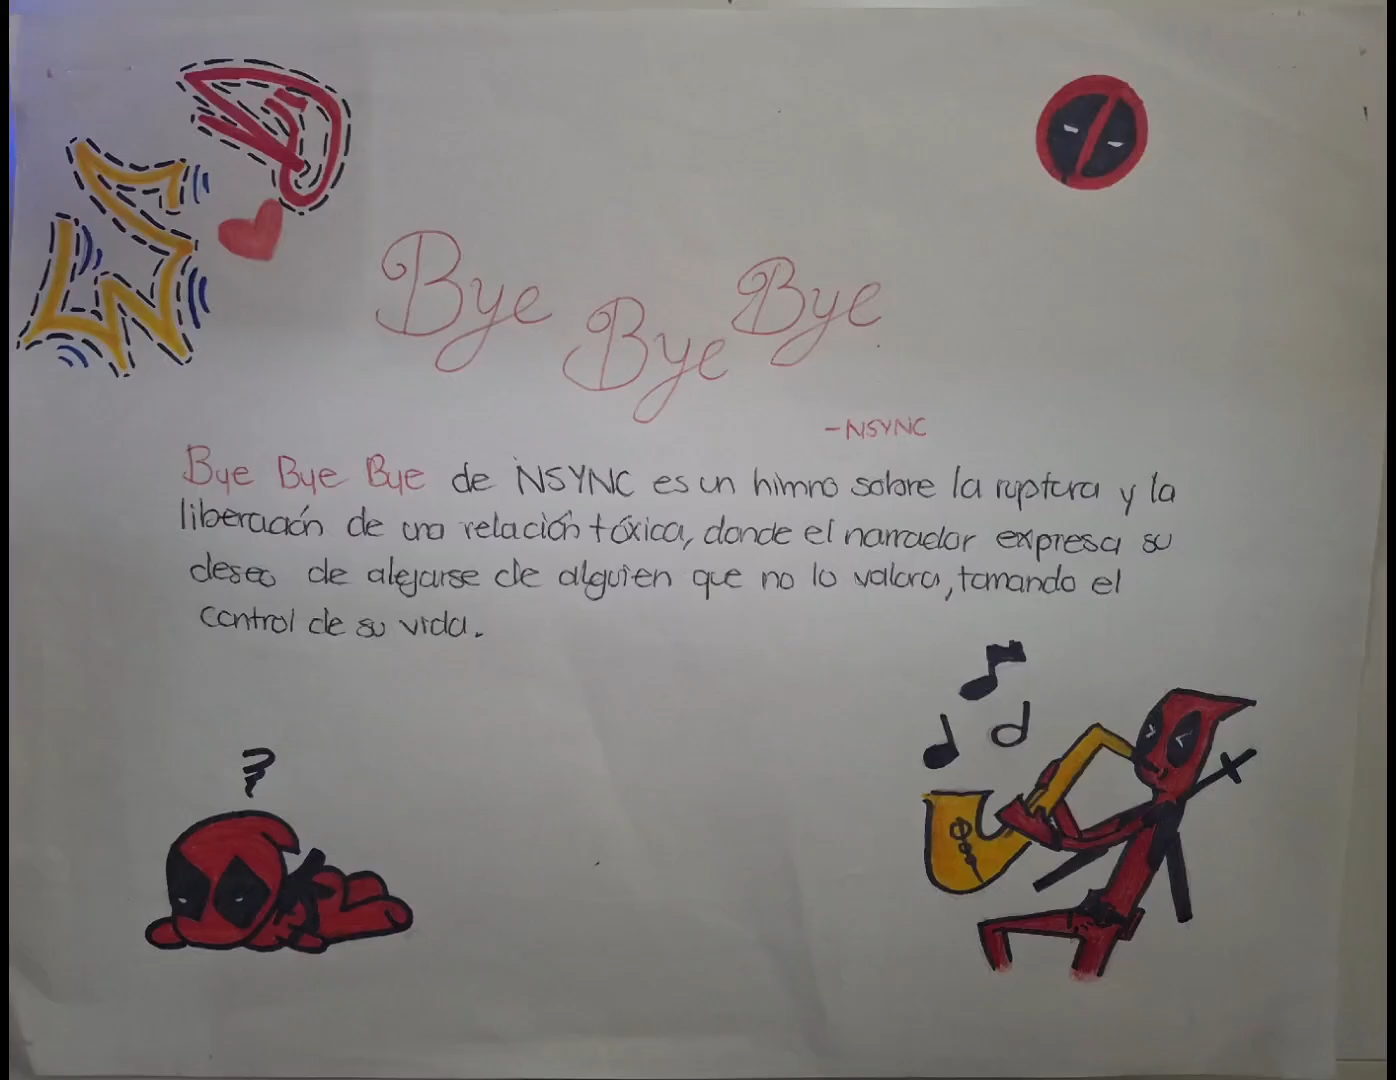 Bye Bye Bye
-NSYNC
Bye Bye Bye de NSYNC es un himno sobre la ruptura y la
liberación de una relación tóxica, donde el narrador expresa su
deseo de alejarse de alguien que no lo valora, tomando el
control de su vida.